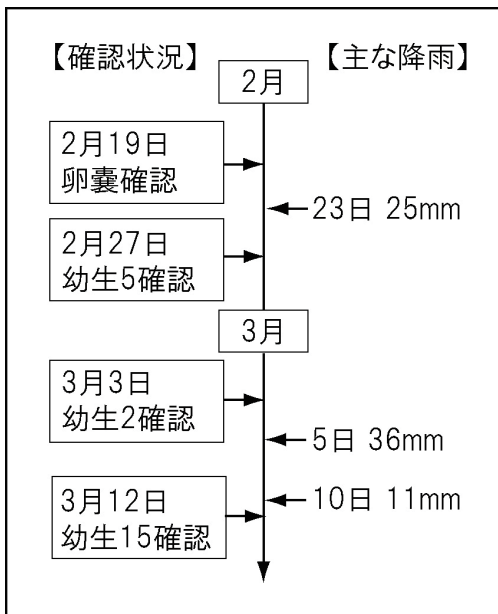 【確認状況】
【主な降雨】
2月
2月19日
卵嚢確認
23日 25mm
2月27日
幼生5確認
3月
3月3日
幼生2確認
5日 36mm
10日 11mm
3月12日
幼生15確認